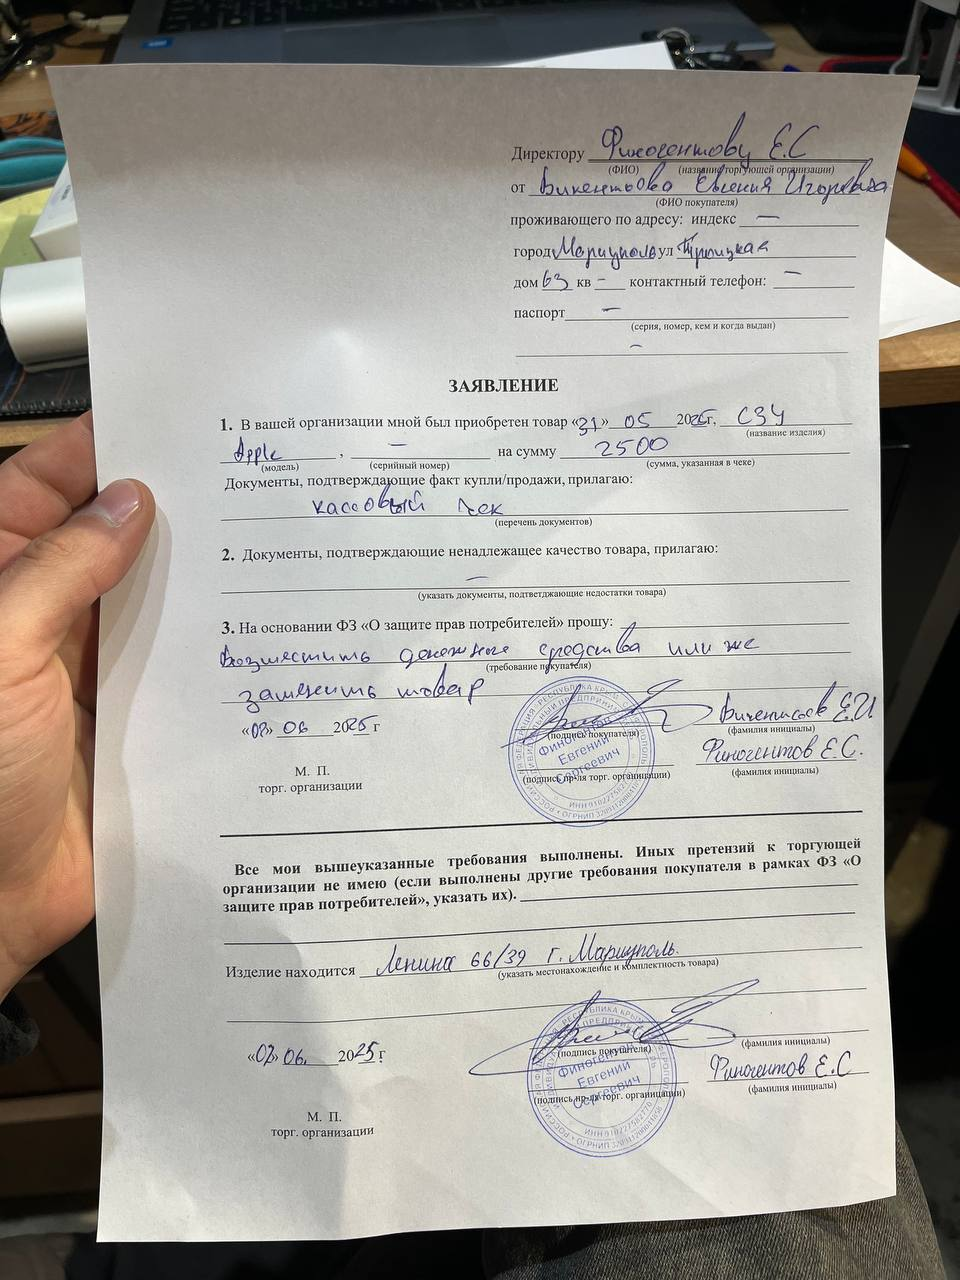 Директору Финогентову Е.С
(ФИО) (название торгующей организации)
от Викентьева Евгения Игоревича
(ФИО покупателя)
проживающего по адресу: индекс —
город Мариуполь ул Троицкая
дом 63 кв – контактный телефон: —
паспорт —
(серия, номер, кем и когда выдан)
–
ЗАЯВЛЕНИЕ
1. В вашей организации мной был приобретен товар «31» 05 2025г, СЗУ
(название изделия)
Apple , — на сумму 2500
(модель) (серийный номер) (сумма, указанная в чеке)
Документы, подтверждающие факт купли/продажи, прилагаю:
кассовый чек
(перечень документов)
2. Документы, подтверждающие ненадлежащее качество товара, прилагаю:
—
(указать документы, подтветджающие недостатки товара)
3. На основании ФЗ «О защите прав потребителей» прошу:
Возместить денежные средства или же
(требование покупателя)
заменить товар
«02» 06 2025 г
(подпись покупателя) (фамилия инициалы)
Финогентов Е.С.
М. П. (подпись пр-ля торг. организации) (фамилия инициалы)
торг. организации
Финогентов
Евгений
Сергеевич
Все мои вышеуказанные требования выполнены. Иных претензий к торгующей
организации не имею (если выполнены другие требования покупателя в рамках ФЗ «О
защите прав потребителей», указать их).
Изделие находится Ленина 66/39 г. Мариуполь.
(указать местонахождение и комплектность товара)
«02» 06. 2025 г
(подпись покупателя) (фамилия инициалы)
Финогентов Е.С
(подпись пр-ля торг. организации) (фамилия инициалы)
М. П.
торг. организации
Финогентов
Евгений
Сергеевич